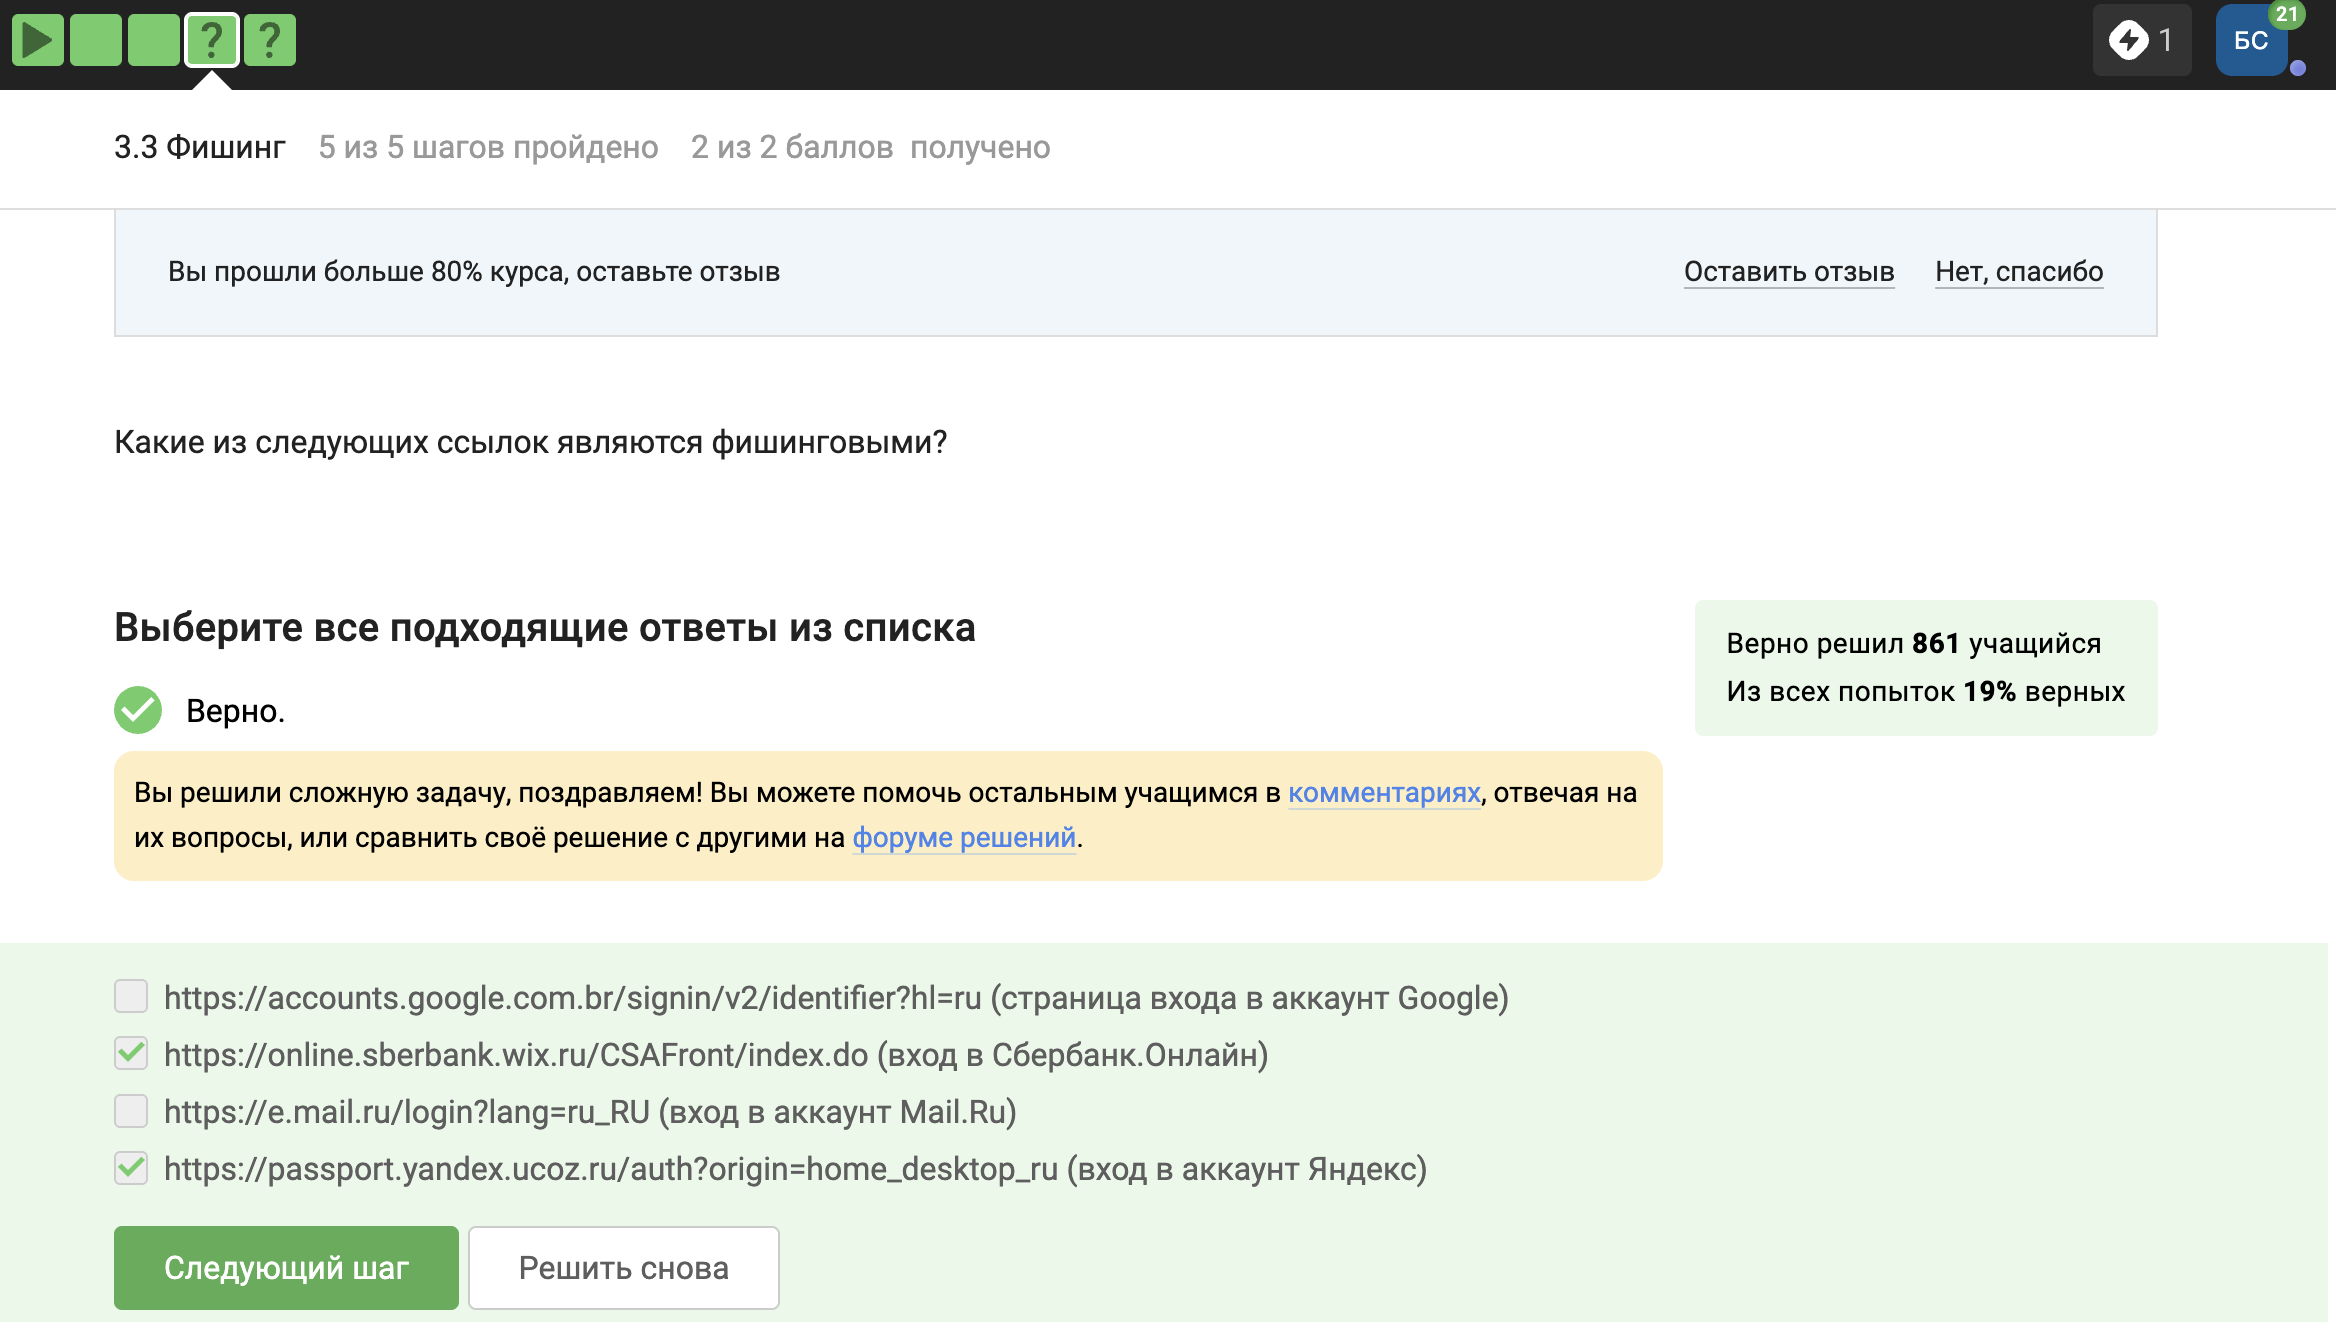 ? ? 1 БС 21
3.3 Фишинг 5 из 5 шагов пройдено 2 из 2 баллов получено
Вы прошли больше 80% курса, оставьте отзыв Оставить отзыв Нет, спасибо
Какие из следующих ссылок являются фишинговыми?
Выберите все подходящие ответы из списка
Верно решил 861 учащийся
Из всех попыток 19% верных
Верно.
Вы решили сложную задачу, поздравляем! Вы можете помочь остальным учащимся в комментариях, отвечая на
их вопросы, или сравнить своё решение с другими на форуме решений.
https://accounts.google.com.br/signin/v2/identifier?hl=ru (страница входа в аккаунт Google)
https://online.sberbank.wix.ru/CSAFront/index.do (вход в Сбербанк.Онлайн)
https://e.mail.ru/login?lang=ru_RU (вход в аккаунт Mail.Ru)
https://passport.yandex.ucoz.ru/auth?origin=home_desktop_ru (вход в аккаунт Яндекс)
Следующий шаг Решить снова